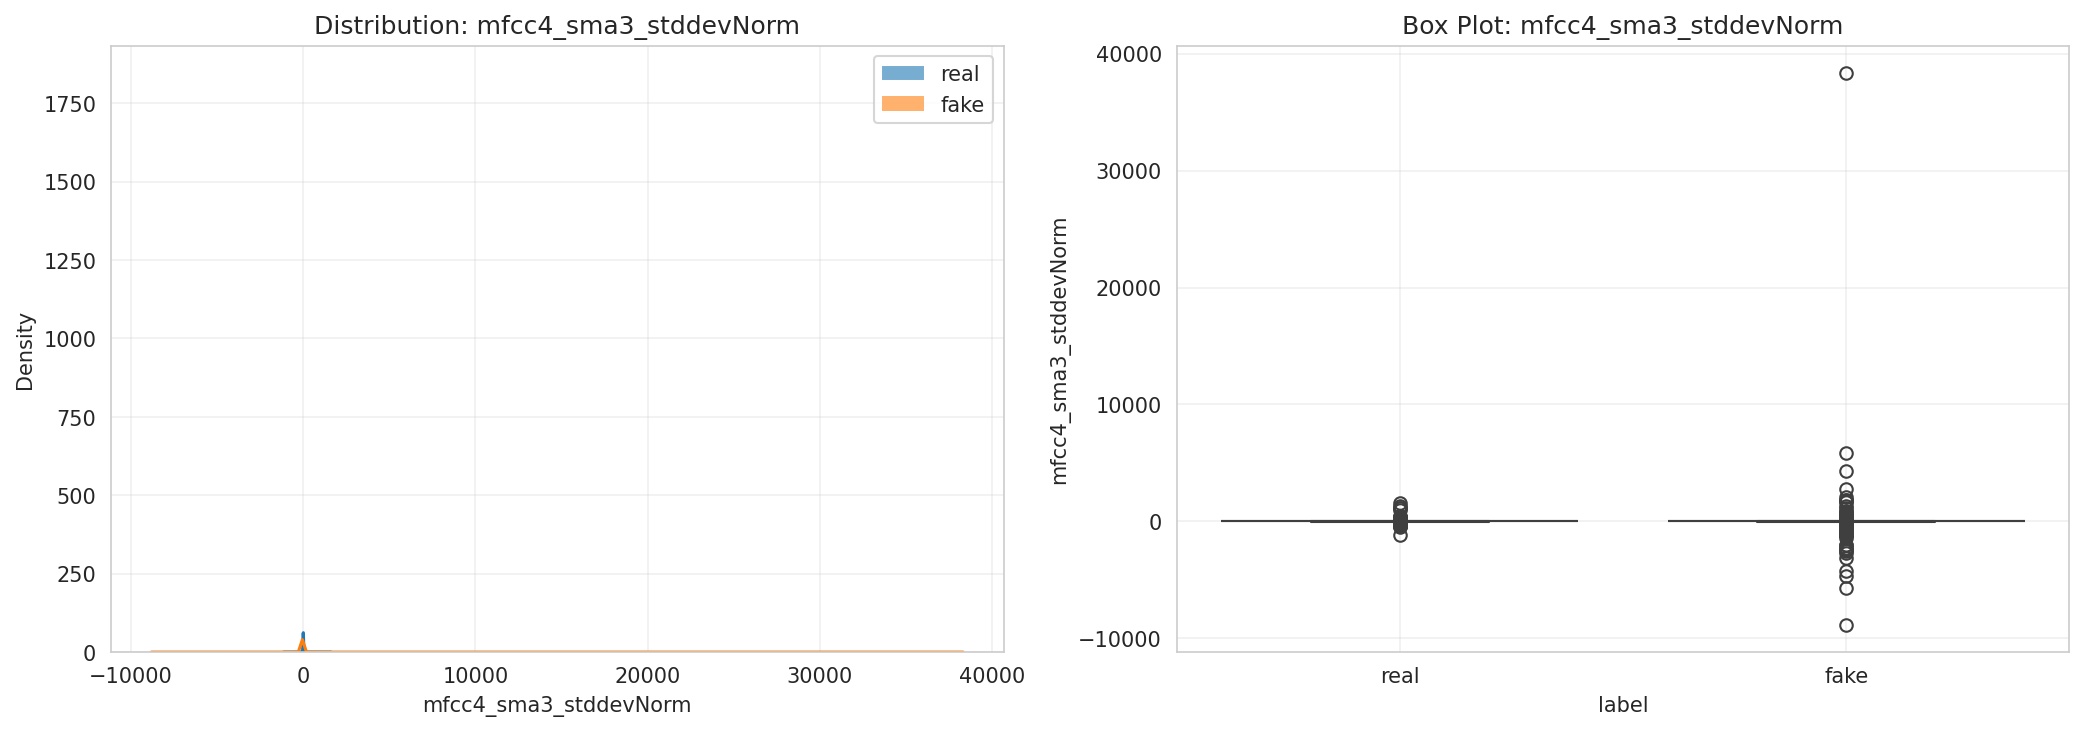 Distribution: mfcc4_sma3_stddevNorm
real
fake
1750
1500
1250
1000
750
500
250
0
Density
−10000
0
10000
20000
30000
40000
mfcc4_sma3_stddevNorm
Box Plot: mfcc4_sma3_stddevNorm
40000
30000
20000
10000
0
−10000
mfcc4_sma3_stddevNorm
real
fake
label